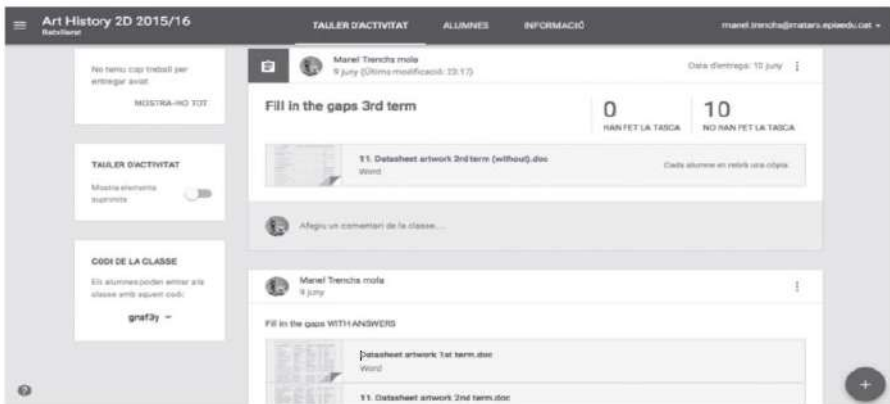 Art History 2D 2015/16
Batxillerat
TAULER D'ACTIVITAT
ALUMNES
INFORMACIÓ
No teniu cap treball per
entregar aviat
MOSTRA-HO TOT
TAULER D'ACTIVITAT
Mostra elements
suprimits
CODI DE LA CLASSE
Els alumnes poden entrar a la
classe amb aquest codi:
Manel Trenchs mola
9 juny (Última modificació: 23:17)
Data d'entrega: 10 juny
Fill in the gaps 3rd term
0
HAN FET LA TASCA
10
NO HAN FET LA TASCA
11. Datasheet artwork 2nd term (without).doc
Word
Cada alumne en rebrà una còpia.
Afegiu un comentari de la classe...
Manel Trenchs mola
9 juny
Fill in the gaps WITH ANSWERS
Datasheet artwork 1st term.doc
Word
11. Datasheet artwork 2nd term.doc